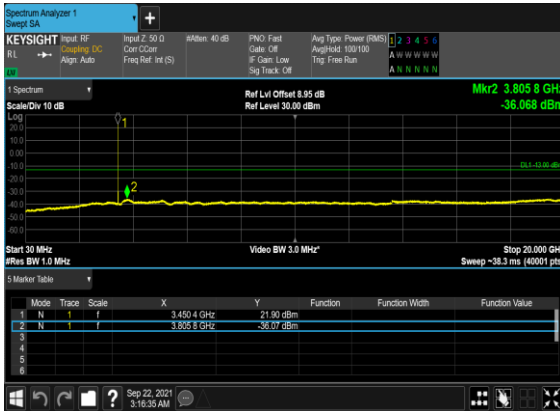 Spectrum Analyzer 1
Swept SA
+
KEYSIGHT Input: RF Input Z: 50 Ω #Atten: 40 dB PNO: Fast Avg Type: Power (RMS) 1 2 3 4 5 6
RL Coupling: DC Corr CCorr Gate: Off Avg|Hold: 100/100 A W W W W W
Align: Auto Freq Ref: Int (S) IF Gain: Low Trig: Free Run
Sig Track: Off A N N N N N
1 Spectrum Ref Lvl Offset 8.95 dB Mkr2 3.805 8 GHz
Scale/Div 10 dB Ref Level 30.00 dBm -36.068 dBm
Log
20.0
10.0
0.00
-10.0
DL1 -13.00 dBm
-20.0
-30.0
-40.0
-50.0
-60.0
1
2
Start 30 MHz Video BW 3.0 MHz* Stop 20.000 GHz
#Res BW 1.0 MHz Sweep ~38.3 ms (40001 pts)
5 Marker Table
Mode Trace Scale X Y Function Function Width Function Value
1 N 1 f 3.450 4 GHz 21.90 dBm
2 N 1 f 3.805 8 GHz -36.07 dBm
3
4
5
6
? Sep 22, 2021
3:16:35 AM